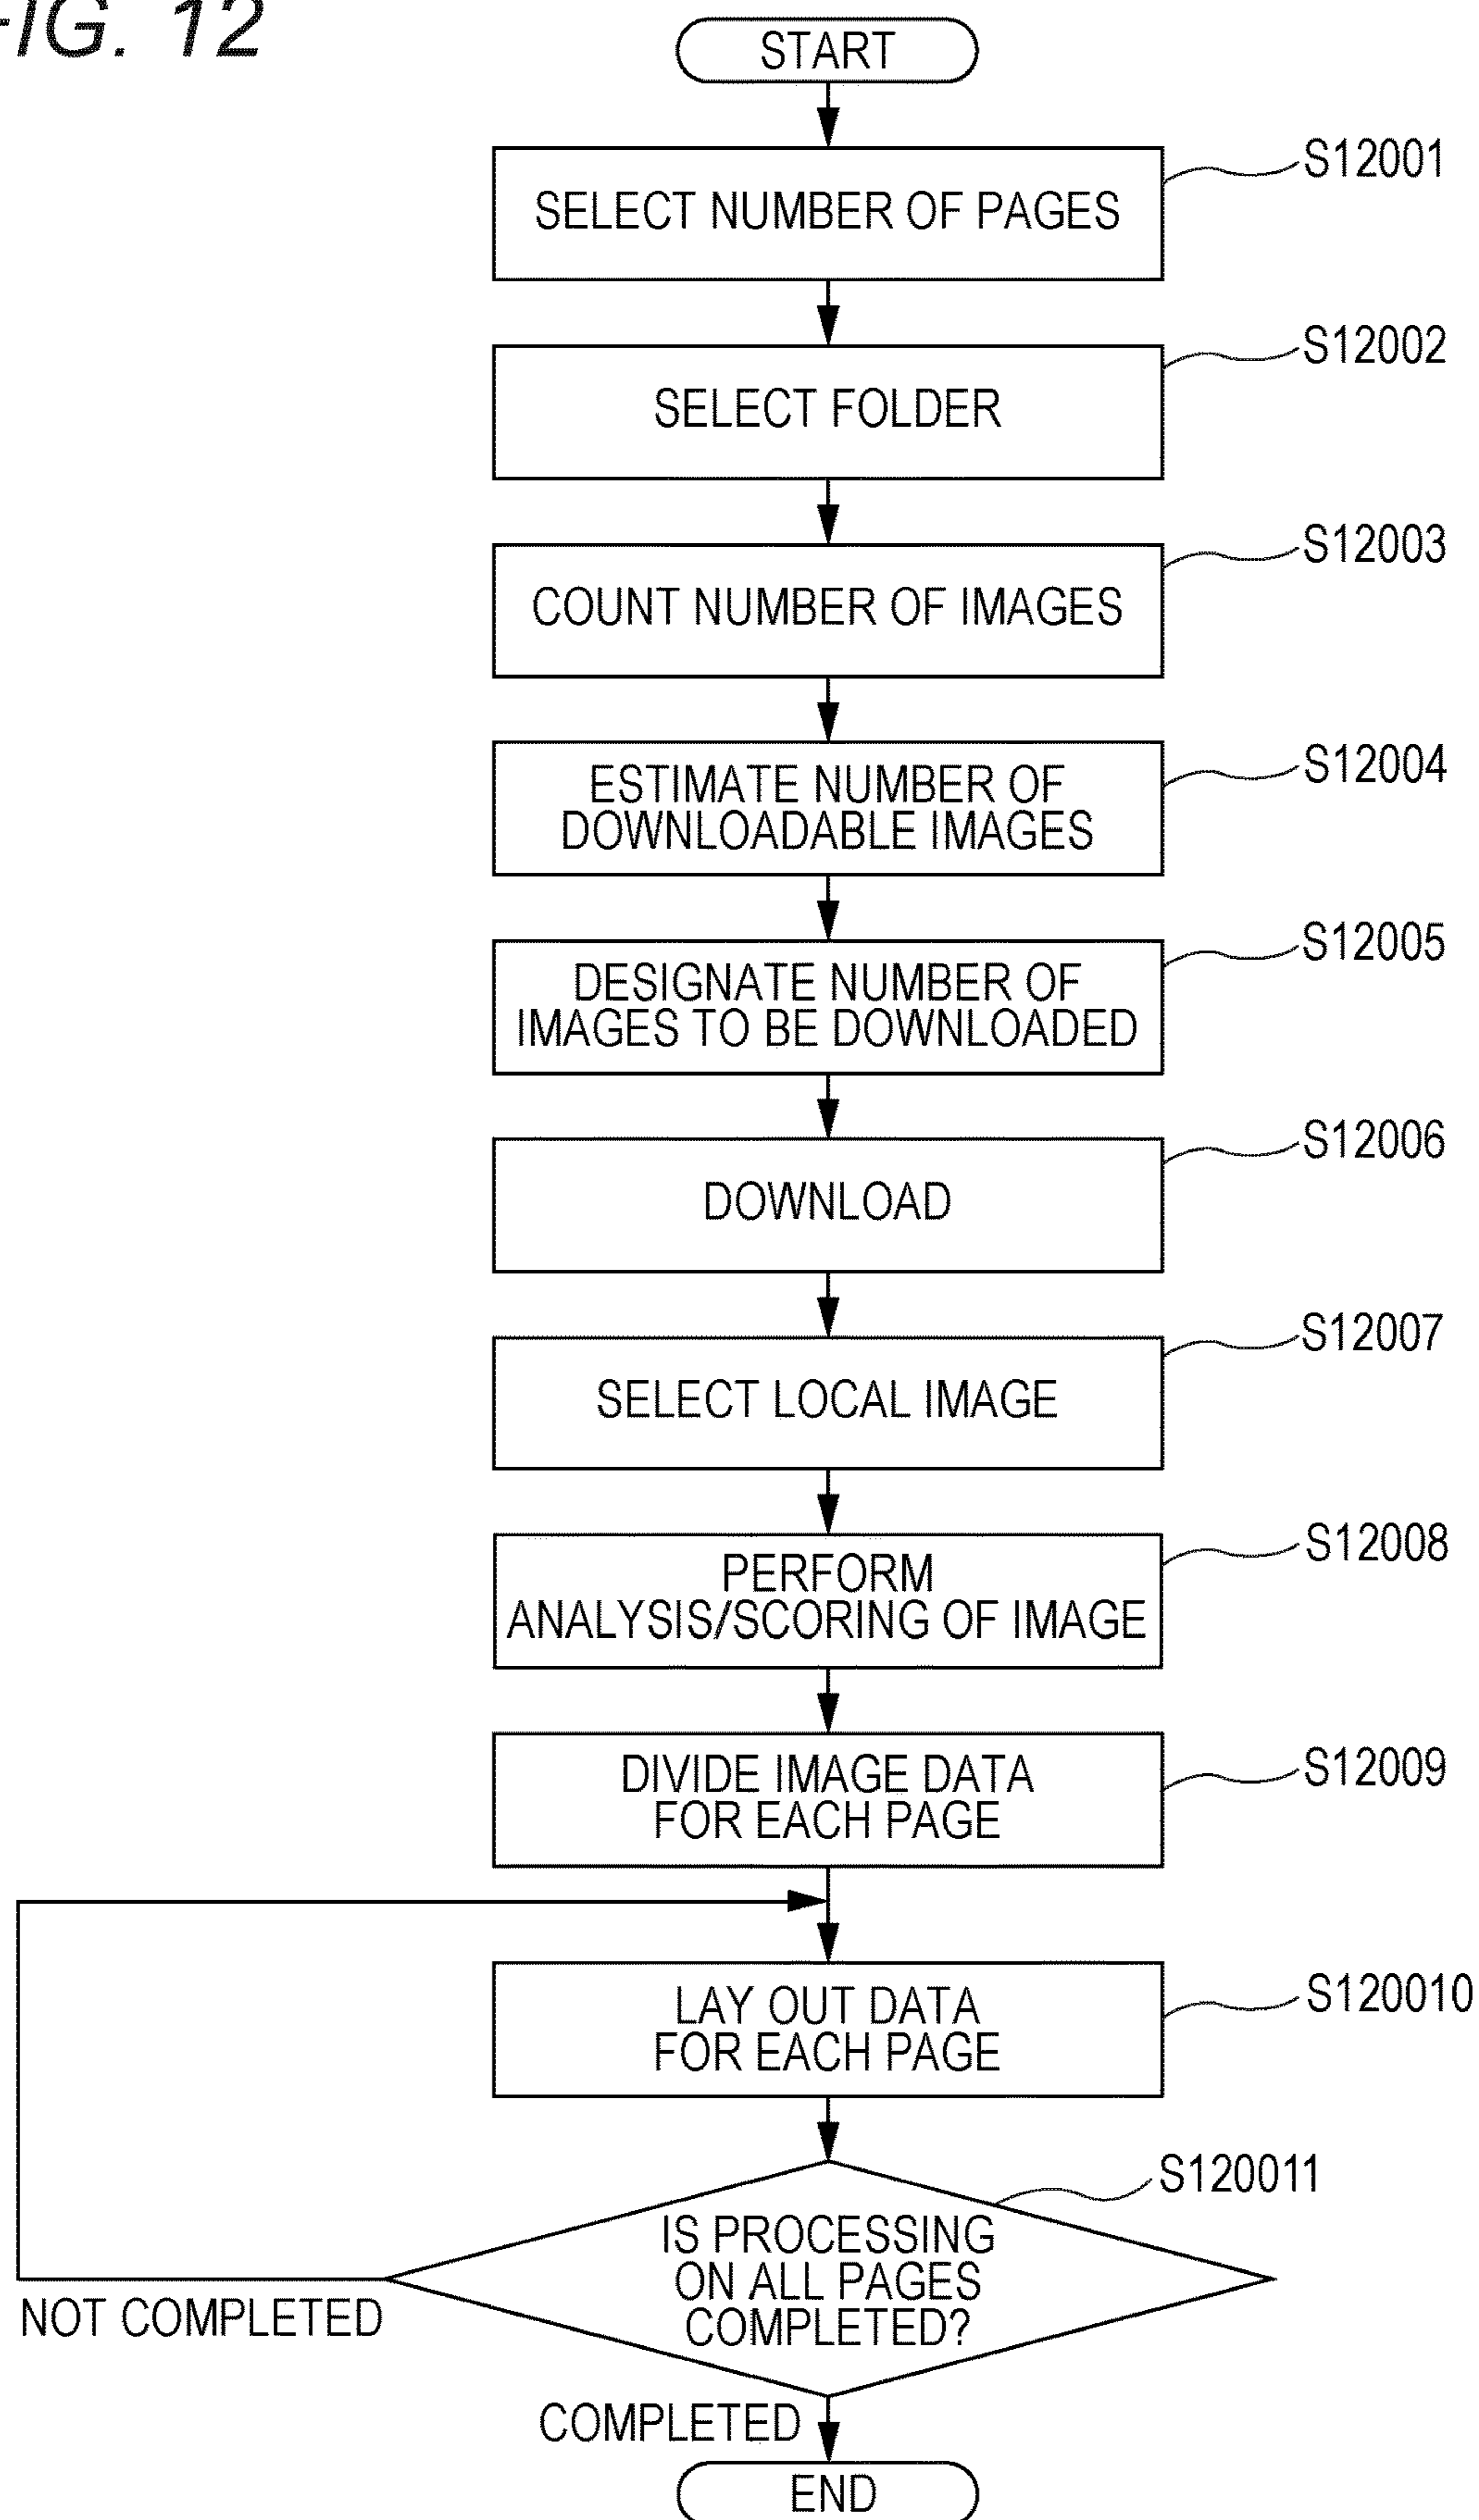 FIG. 12
START
S12001
SELECT NUMBER OF PAGES
S12002
SELECT FOLDER
S12003
COUNT NUMBER OF IMAGES
S12004
ESTIMATE NUMBER OF
DOWNLOADABLE IMAGES
S12005
DESIGNATE NUMBER OF
IMAGES TO BE DOWNLOADED
S12006
DOWNLOAD
S12007
SELECT LOCAL IMAGE
S12008
PERFORM
ANALYSIS/SCORING OF IMAGE
S12009
DIVIDE IMAGE DATA
FOR EACH PAGE
S120010
LAY OUT DATA
FOR EACH PAGE
S120011
IS PROCESSING
ON ALL PAGES
COMPLETED?
NOT COMPLETED
COMPLETED
END